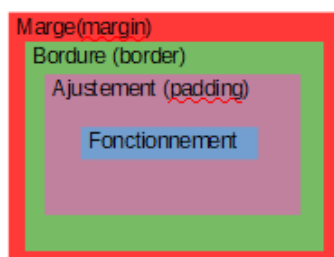 Marge(margin)
Bordure (border)
Ajustement (padding)
Fonctionnement